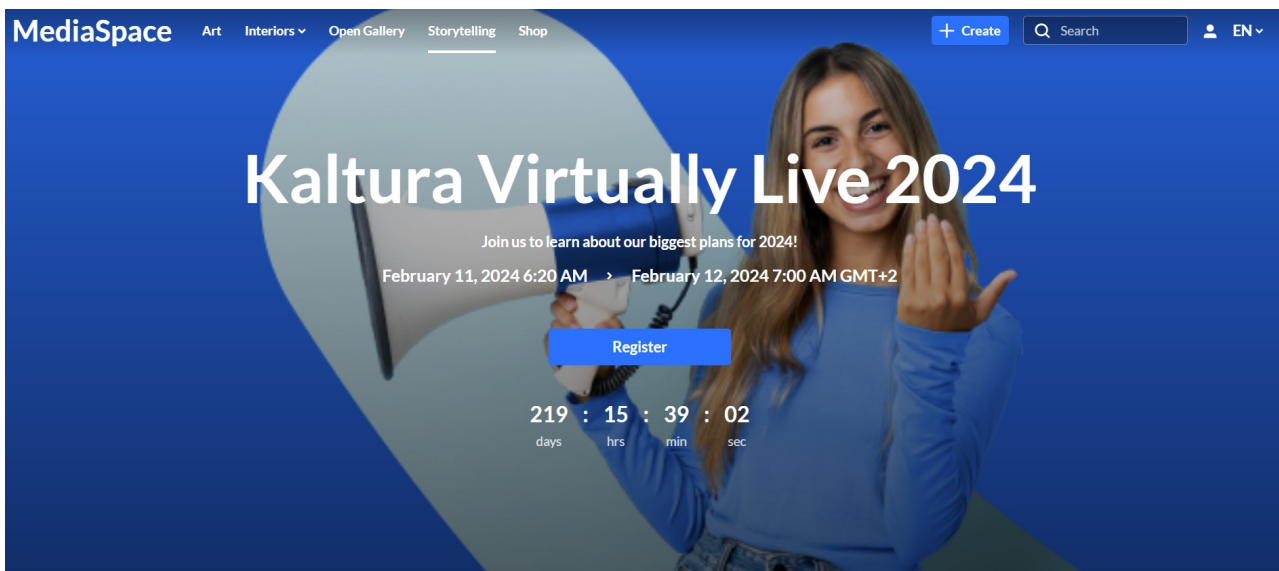 MediaSpace Art Interiors Open Gallery Storytelling Shop + Create Search EN
Kaltura Virtually Live 2024
Join us to learn about our biggest plans for 2024!
February 11, 2024 6:20 AM > February 12, 2024 7:00 AM GMT+2
Register
219 : 15 : 39 : 02
days hrs min sec